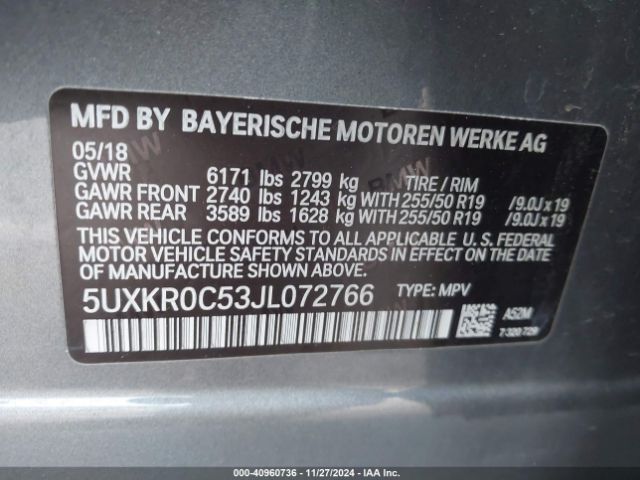 MFD BY BAYERISCHE MOTOREN WERKE AG
05/18
GVWR 6171 lbs 2799 kg TIRE / RIM
GAWR FRONT 2740 lbs 1243 kg WITH 255/50 R19 /9.0J x 19
GAWR REAR 3589 lbs 1628 kg WITH 255/50 R19 /9.0J x 19
THIS VEHICLE CONFORMS TO ALL APPLICABLE U. S. FEDERAL
MOTOR VEHICLE SAFETY STANDARDS IN EFFECT ON THE
DATE OF MANUFACTURE SHOWN ABOVE.
5UXKR0C53JL072766 TYPE: MPV
A52M
7 320 729
000-40960736 - 11/27/2024 - IAA, Inc.